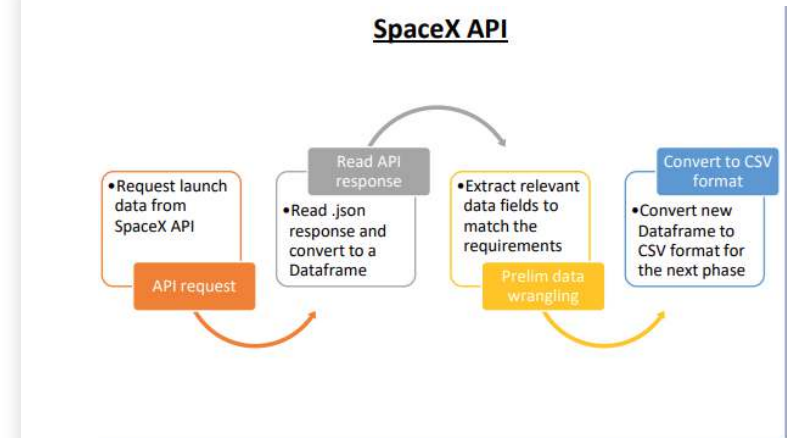 SpaceX API
•Request launch
data from
SpaceX API
API request
Read API
response
•Read .json
response and
convert to a
Dataframe
•Extract relevant
data fields to
match the
requirements
Prelim data
wrangling
Convert to CSV
format
•Convert new
Dataframe to
CSV format for
the next phase